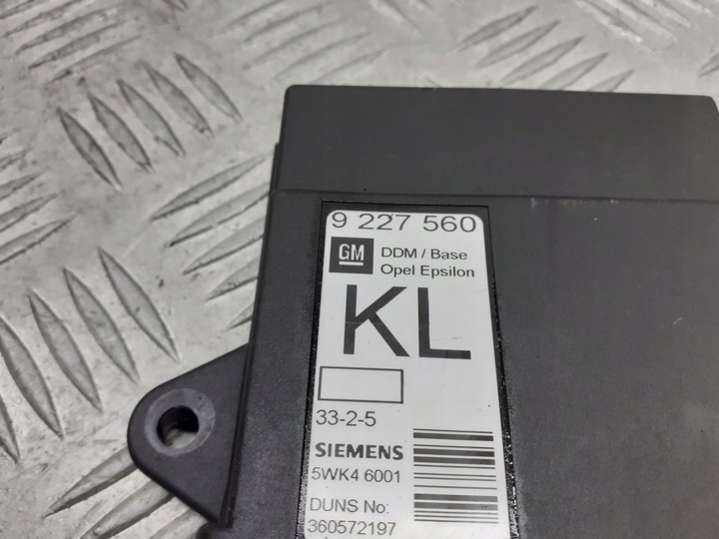 9 227 560
GM DDM / Base
Opel Epsilon
KL
33-2-5
SIEMENS
5WK4 6001
DUNS No:
360572197